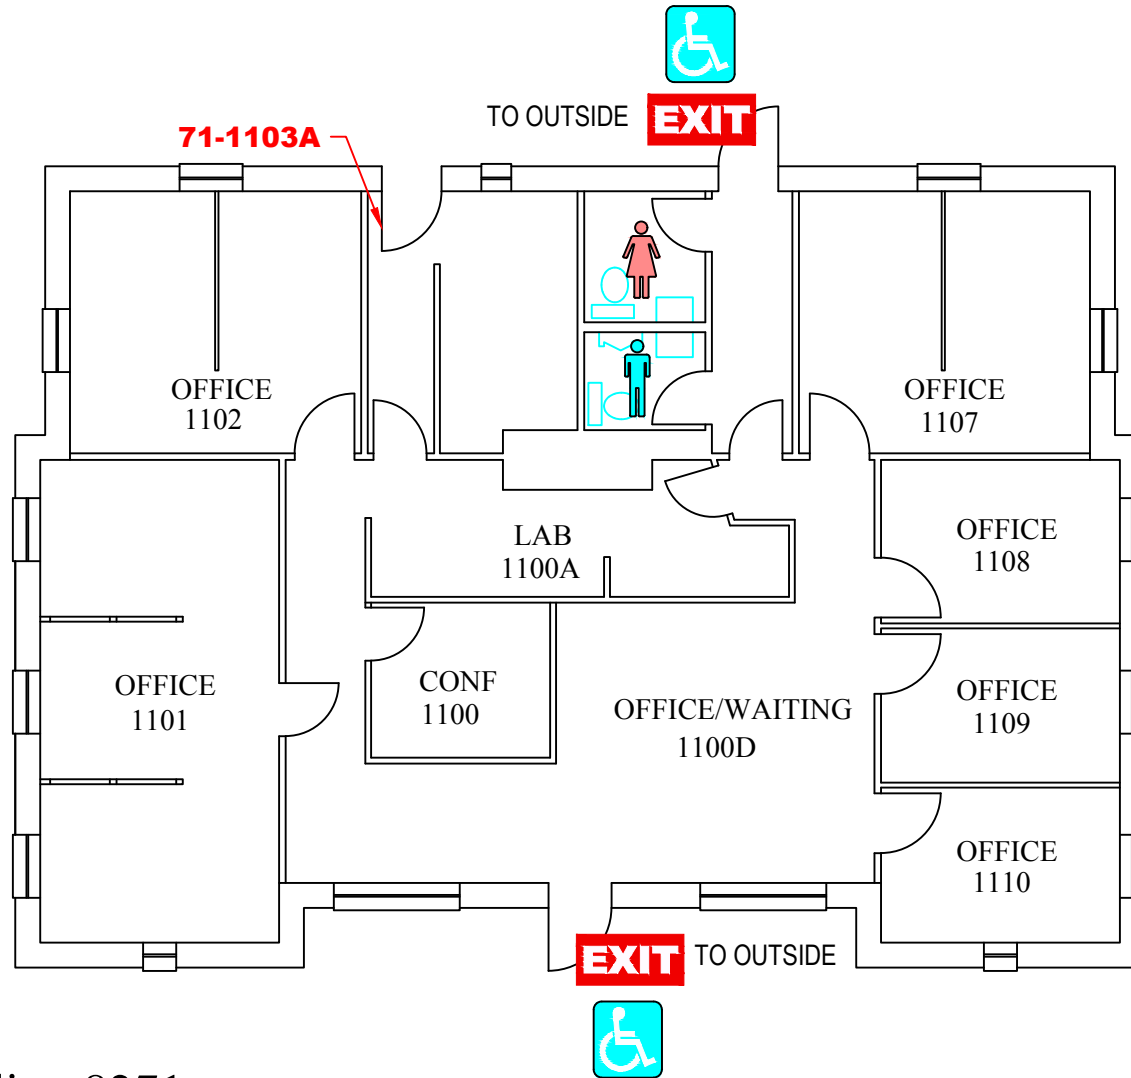 TO OUTSIDE EXIT
71-1103A
OFFICE
1102
OFFICE
1107
LAB
1100A
OFFICE
1108
CONF
1100
OFFICE
1101
OFFICE/WAITING
1100D
OFFICE
1109
OFFICE
1110
EXIT TO OUTSIDE